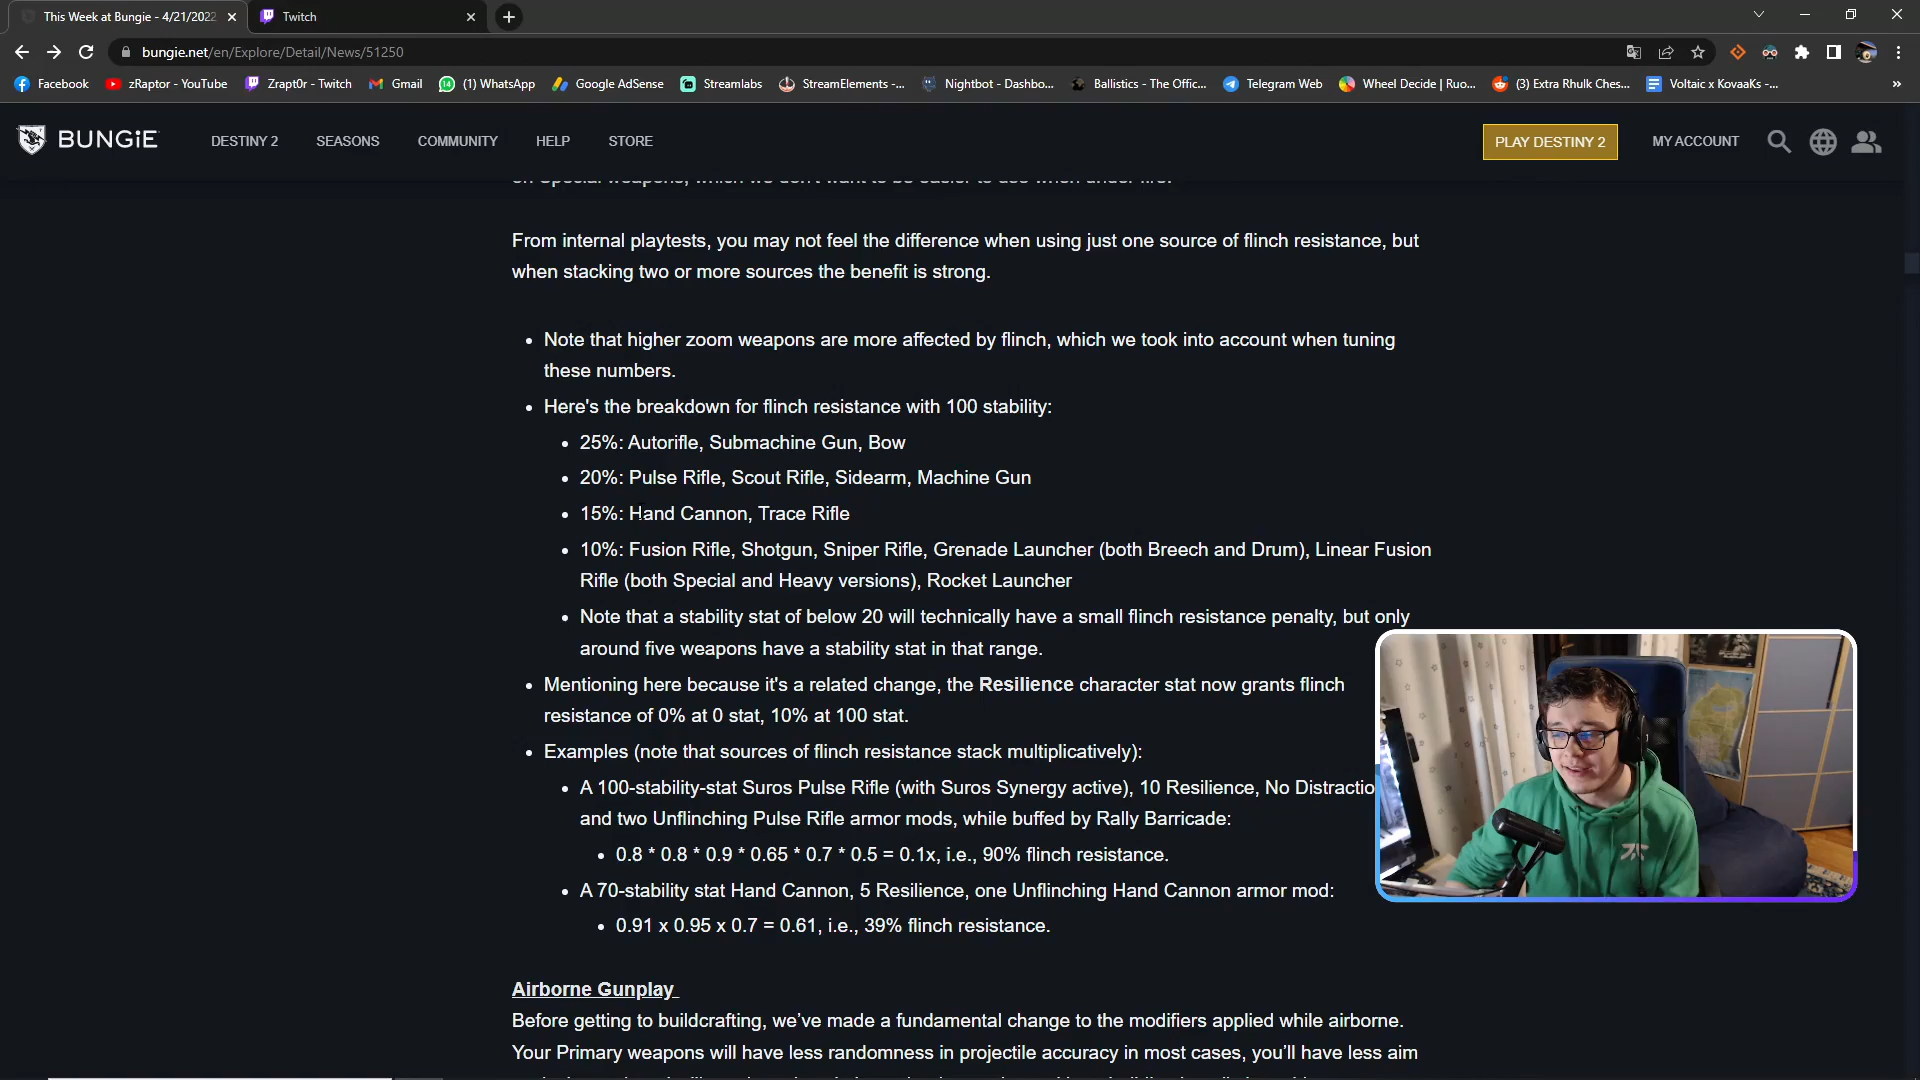 This Week at Bungie - 4/21/2022
Twitch
bungie.net/en/Explore/Detail/News/51250
Facebook
zRaptor - YouTube
Zrapt0r - Twitch
Gmail
(1) WhatsApp
Google AdSense
Streamlabs
StreamElements -...
Nightbot - Dashbo...
Ballistics - The Offic...
Telegram Web
Wheel Decide | Ruo...
(3) Extra Rhulk Ches...
Voltaic x KovaaKs -...
»
BUNGiE
DESTINY 2
SEASONS
COMMUNITY
HELP
STORE
PLAY DESTINY 2
MY ACCOUNT
on Special weapons, which we don't want to be easier to use when under fire.
From internal playtests, you may not feel the difference when using just one source of flinch resistance, but
when stacking two or more sources the benefit is strong.
• Note that higher zoom weapons are more affected by flinch, which we took into account when tuning
these numbers.
• Here's the breakdown for flinch resistance with 100 stability:
• 25%: Autorifle, Submachine Gun, Bow
• 20%: Pulse Rifle, Scout Rifle, Sidearm, Machine Gun
• 15%: Hand Cannon, Trace Rifle
• 10%: Fusion Rifle, Shotgun, Sniper Rifle, Grenade Launcher (both Breech and Drum), Linear Fusion
Rifle (both Special and Heavy versions), Rocket Launcher
• Note that a stability stat of below 20 will technically have a small flinch resistance penalty, but only
around five weapons have a stability stat in that range.
• Mentioning here because it's a related change, the Resilience character stat now grants flinch
resistance of 0% at 0 stat, 10% at 100 stat.
• Examples (note that sources of flinch resistance stack multiplicatively):
• A 100-stability-stat Suros Pulse Rifle (with Suros Synergy active), 10 Resilience, No Distractio
and two Unflinching Pulse Rifle armor mods, while buffed by Rally Barricade:
• 0.8 * 0.8 * 0.9 * 0.65 * 0.7 * 0.5 = 0.1x, i.e., 90% flinch resistance.
• A 70-stability stat Hand Cannon, 5 Resilience, one Unflinching Hand Cannon armor mod:
• 0.91 x 0.95 x 0.7 = 0.61, i.e., 39% flinch resistance.
Airborne Gunplay
Before getting to buildcrafting, we've made a fundamental change to the modifiers applied while airborne.
Your Primary weapons will have less randomness in projectile accuracy in most cases, you'll have less aim